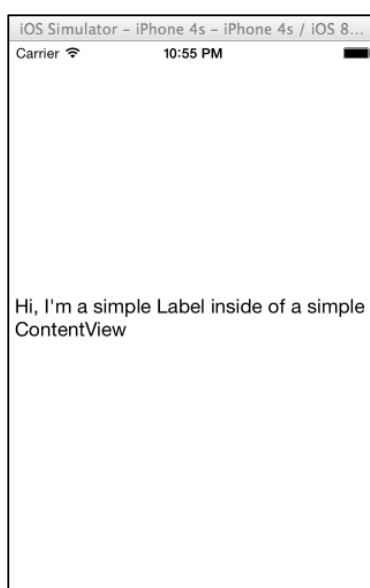 iOS Simulator – iPhone 4s – iPhone 4s / iOS 8...
Carrier 10:55 PM
Hi, I'm a simple Label inside of a simple
ContentView